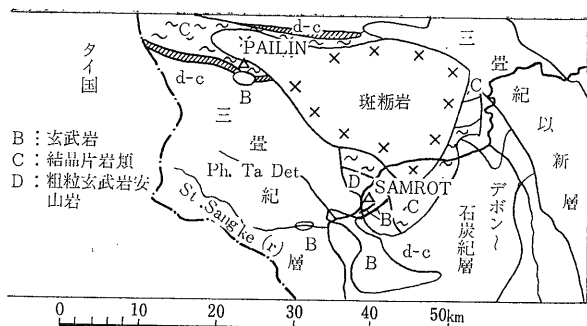 d-c
C
PAILIN
三畳紀以新層
タイ国
d-c
B
斑粝岩
C
三畳紀層
B：玄武岩
C：結晶片岩類
D：粗粒玄武岩安
山岩
Ph. Ta Det
D
SAMROT
B
C
St. Sangke (r)
B
B
d-c
デボン〜
石炭紀層
0 10 20 30 40 50km